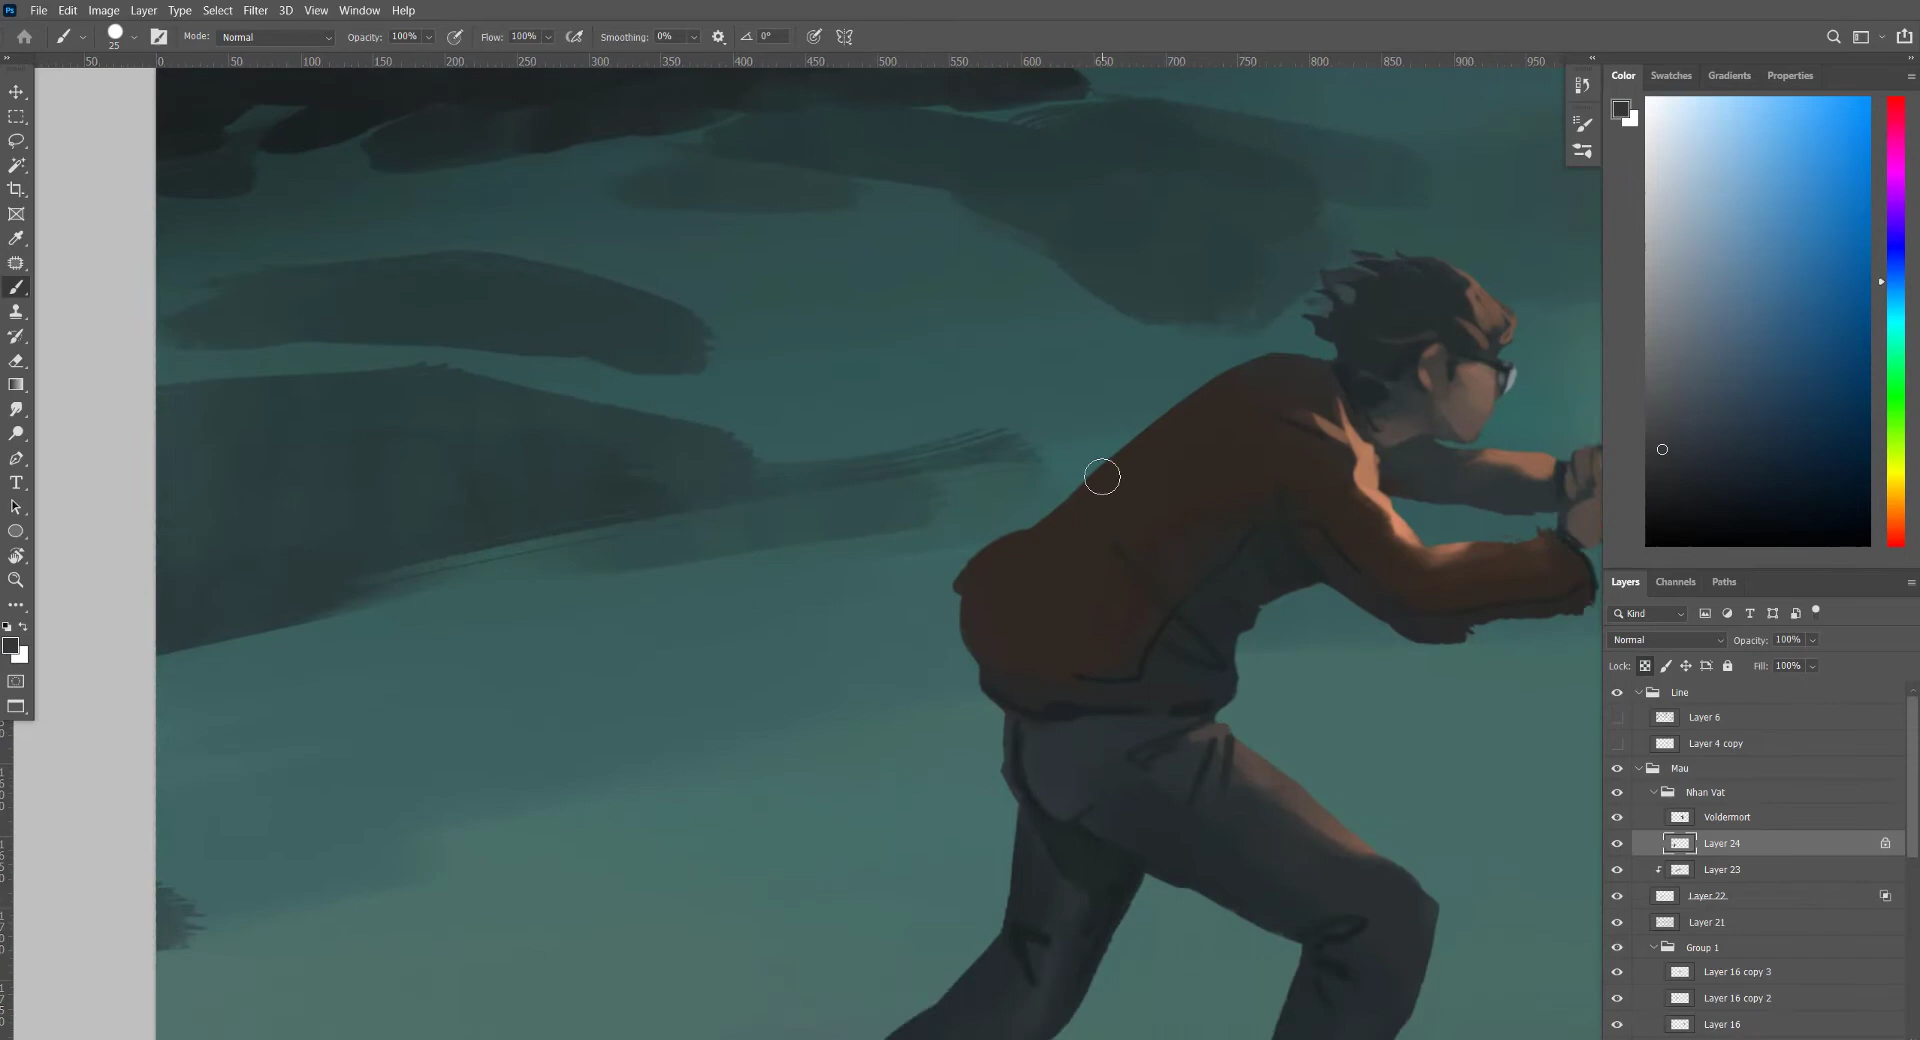 Ps File Edit Image Layer Type Select Filter 3D View Window Help
25 Mode: Normal Opacity: 100% Flow: 100% Smoothing: 0% 0°
50 0 50 100 150 200 250 300 350 400 450 500 550 600 650 700 750 800 850 900 950
Color Swatches Gradients Properties
Layers Channels Paths
Kind
Normal Opacity: 100%
Lock: Fill: 100%
Line
Layer 6
Layer 4 copy
Mau
Nhan Vat
Voldermort
Layer 24
Layer 23
Layer 22
Layer 21
Group 1
Layer 16 copy 3
Layer 16 copy 2
Layer 16